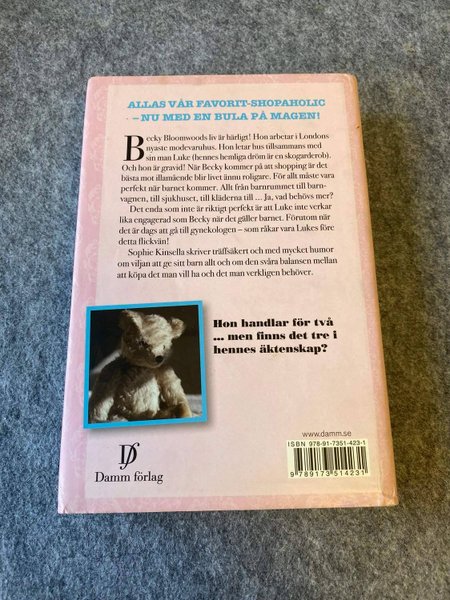 ALLAS VÅR FAVORIT-SHOPAHOLIC
– NU MED EN BULA PÅ MAGEN!
Becky Bloomwoods liv är härligt! Hon arbetar i Londons
nyaste modevaruhus. Hon letar hus tillsammans med
sin man Luke (hennes hemliga dröm är en skogarderob).
Och hon är gravid! När Becky kommer på att shopping är det
bästa mot illamående blir livet ännu roligare. För allt måste vara
perfekt när barnet kommer. Allt från barnrummet till barn-
vagnen, till sjukhuset, till kläderna till ... Ja, vad behövs mer?
Det enda som inte är riktigt perfekt är att Luke inte verkar
lika engagerad som Becky när det gäller barnet. Förutom när det
är dags att gå till gynekologen – som råkar vara Lukes före
detta flickvän!
Sophie Kinsella skriver träffsäkert och med mycket humor
om viljan att ge sitt barn allt och om den svåra balansen mellan
att köpa det man vill ha och det man verkligen behöver.
Hon handlar för två
... men finns det tre i
hennes äktenskap?
www.damm.se
ISBN 978-91-7351-423-1
9789173514231
Df
Damm förlag